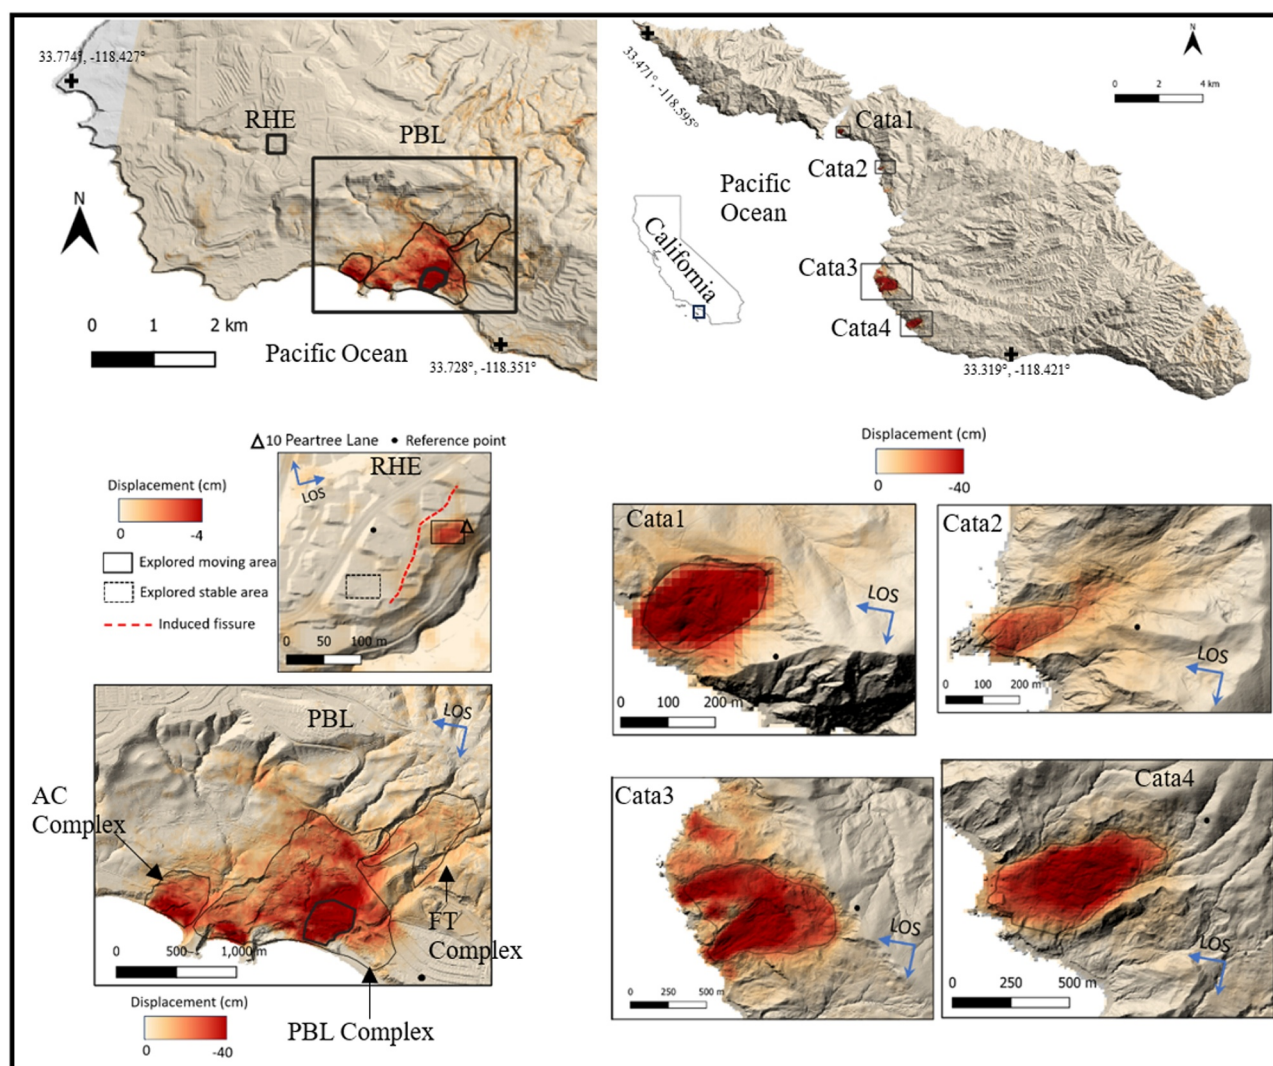 33.774°, -118.427°
RHE
PBL
N
0 1 2 km
Pacific Ocean
33.728°, -118.351°
33.471°, -118.595°
N
0 2 4 km
Cata1
Cata2
Pacific
Ocean
California
Cata3
Cata4
33.319°, -118.421°
10 Peartree Lane Reference point
Displacement (cm)
0 -4
Explored moving area
Explored stable area
Induced fissure
RHE
LOS
0 50 100 m
PBL
LOS
AC
Complex
FT
Complex
0 500 1,000 m
Displacement (cm)
0 -40
PBL Complex
Displacement (cm)
0 -40
Cata1
LOS
0 100 200 m
Cata2
LOS
0 100 200 m
Cata3
LOS
0 250 500 m
Cata4
LOS
0 250 500 m